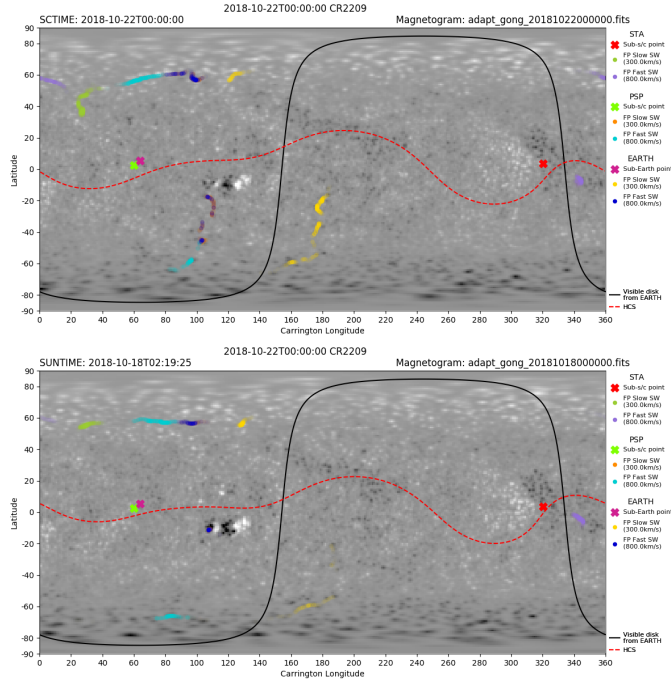 2018-10-22T00:00:00 CR2209
SCTIME: 2018-10-22T00:00:00
Magnetogram: adapt_gong_20181022000000.fits
90
80
60
40
20
0
-20
-40
-60
-80
-90
Latitude
0 20 40 60 80 100 120 140 160 180 200 220 240 260 280 300 320 340 360
Carrington Longitude
STA
Sub-s/c point
FP Slow SW
(300.0km/s)
FP Fast SW
(800.0km/s)
PSP
Sub-s/c point
FP Slow SW
(300.0km/s)
FP Fast SW
(800.0km/s)
EARTH
Sub-Earth point
FP Slow SW
(300.0km/s)
FP Fast SW
(800.0km/s)
Visible disk
from EARTH
HCS
2018-10-22T00:00:00 CR2209
SUNTIME: 2018-10-18T02:19:25
Magnetogram: adapt_gong_20181018000000.fits
90
80
60
40
20
0
-20
-40
-60
-80
-90
Latitude
0 20 40 60 80 100 120 140 160 180 200 220 240 260 280 300 320 340 360
Carrington Longitude
STA
Sub-s/c point
FP Slow SW
(300.0km/s)
FP Fast SW
(800.0km/s)
PSP
Sub-s/c point
FP Slow SW
(300.0km/s)
FP Fast SW
(800.0km/s)
EARTH
Sub-Earth point
FP Slow SW
(300.0km/s)
FP Fast SW
(800.0km/s)
Visible disk
from EARTH
HCS